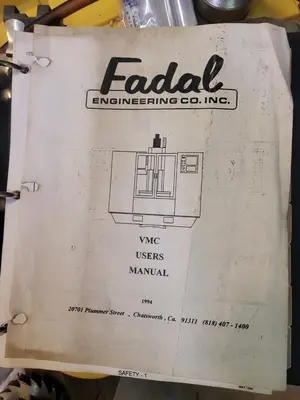 Fadal
ENGINEERING CO. INC.
VMC
USERS
MANUAL
1994
20701 Plummer Street , Chatsworth , Ca. 91311 (818) 407 - 1400
SAFETY - 1